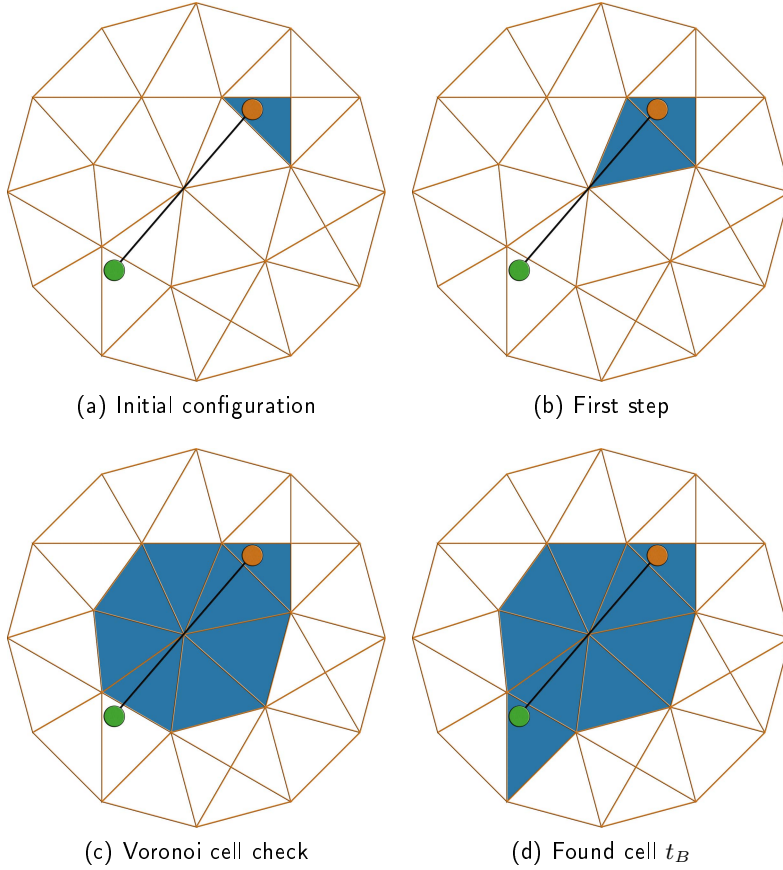 (a) Initial configuration
(b) First step
(c) Voronoi cell check
(d) Found cell t_B